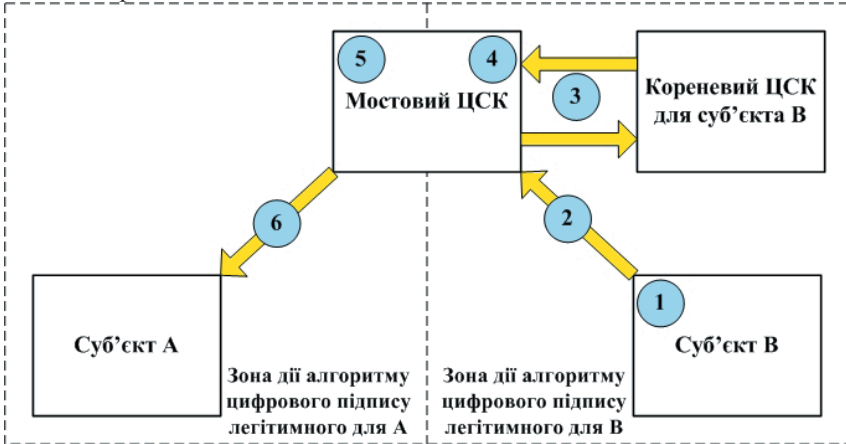 5
4
Мостовий ЦСК
3
Кореневий ЦСК
для суб’єкта В
6
2
1
Суб’єкт А
Суб’єкт В
Зона дії алгоритму
цифрового підпису
легітимного для А
Зона дії алгоритму
цифрового підпису
легітимного для В